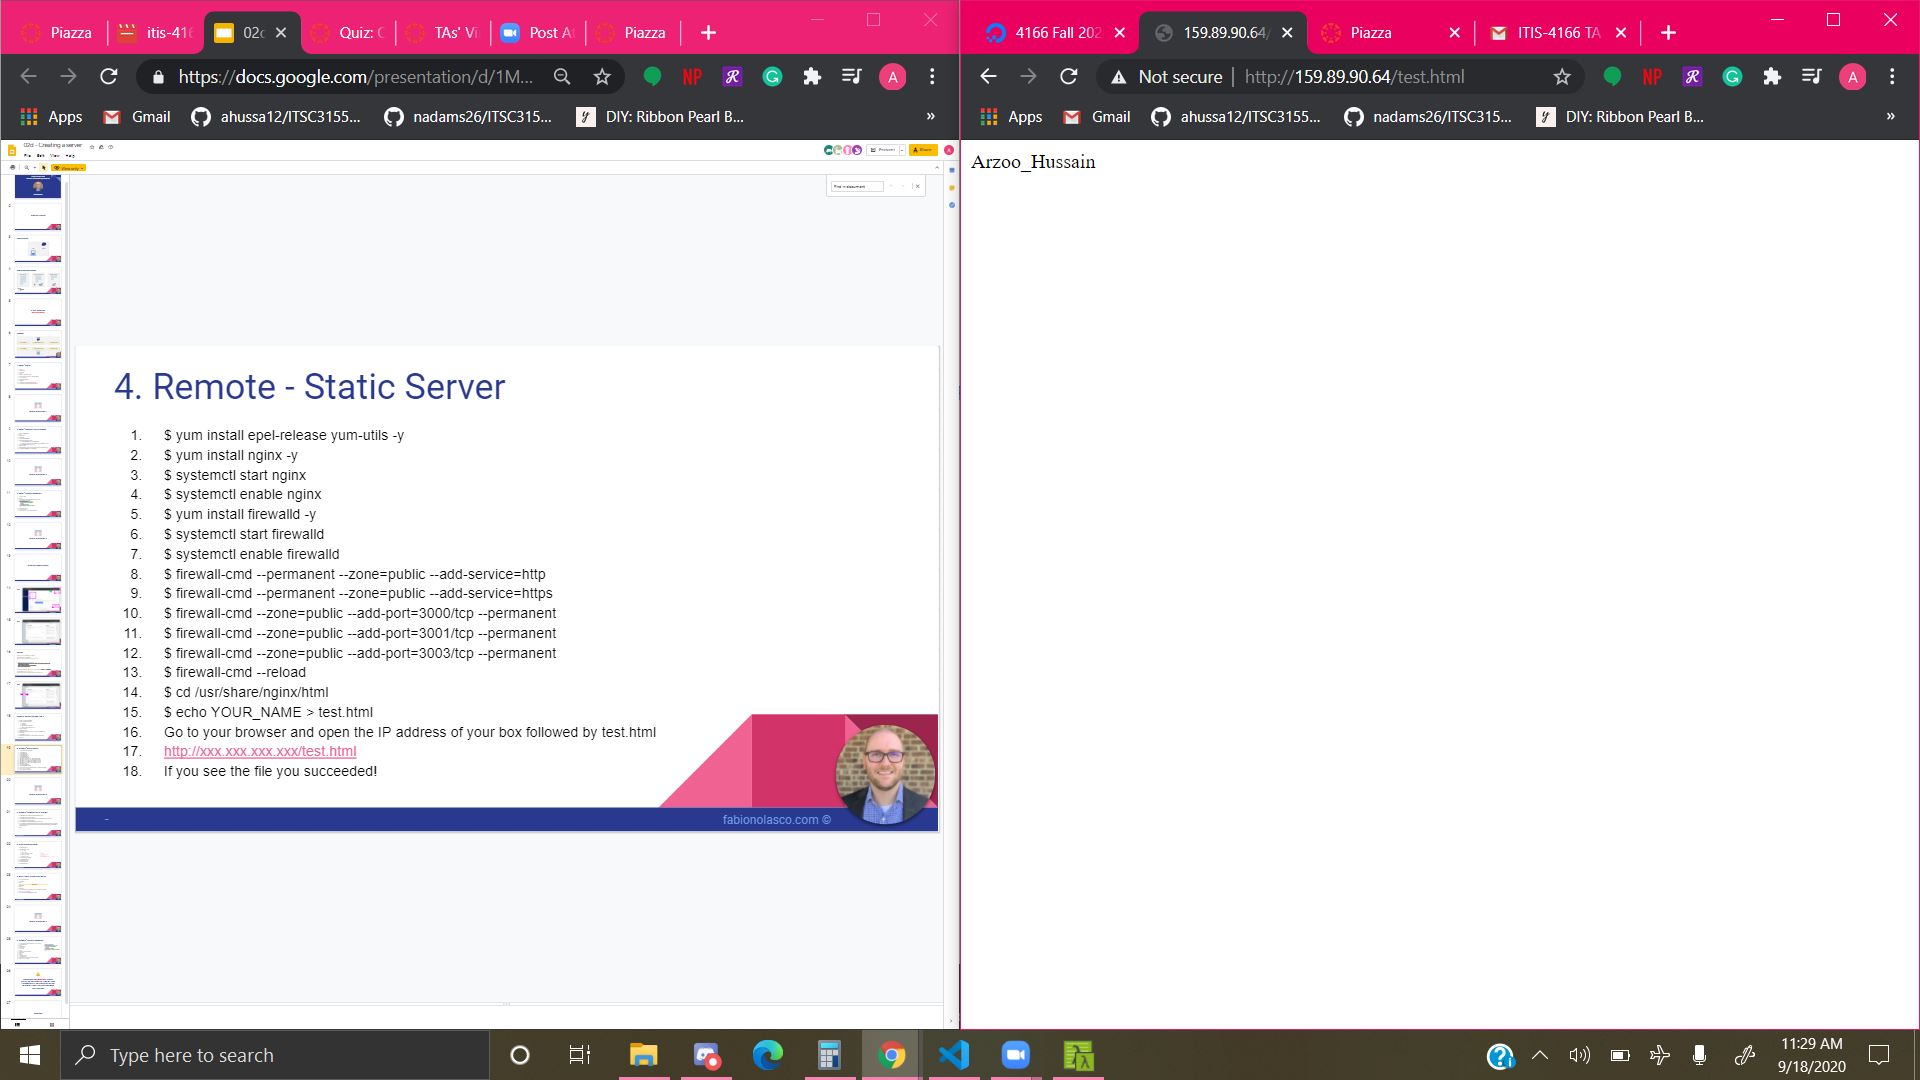 Piazza
itis-416
02d
Quiz: C
TAs' Vi
Post At
Piazza
https://docs.google.com/presentation/d/1M...
Apps
Gmail
ahussa12/ITSC3155...
nadams26/ITSC315...
DIY: Ribbon Pearl B...
»
02d - Creating a server
4. Remote - Static Server
1. $ yum install epel-release yum-utils -y
2. $ yum install nginx -y
3. $ systemctl start nginx
4. $ systemctl enable nginx
5. $ yum install firewalld -y
6. $ systemctl start firewalld
7. $ systemctl enable firewalld
8. $ firewall-cmd --permanent --zone=public --add-service=http
9. $ firewall-cmd --permanent --zone=public --add-service=https
10. $ firewall-cmd --zone=public --add-port=3000/tcp --permanent
11. $ firewall-cmd --zone=public --add-port=3001/tcp --permanent
12. $ firewall-cmd --zone=public --add-port=3003/tcp --permanent
13. $ firewall-cmd --reload
14. $ cd /usr/share/nginx/html
15. $ echo YOUR_NAME > test.html
16. Go to your browser and open the IP address of your box followed by test.html
17. http://xxx.xxx.xxx.xxx/test.html
18. If you see the file you succeeded!
fabionolasco.com ©
4166 Fall 202
159.89.90.64/
Piazza
ITIS-4166 TA
Not secure | http://159.89.90.64/test.html
NP
A
Apps
Gmail
ahussa12/ITSC3155...
nadams26/ITSC315...
DIY: Ribbon Pearl B...
»
Arzoo_Hussain
Type here to search
11:29 AM
9/18/2020